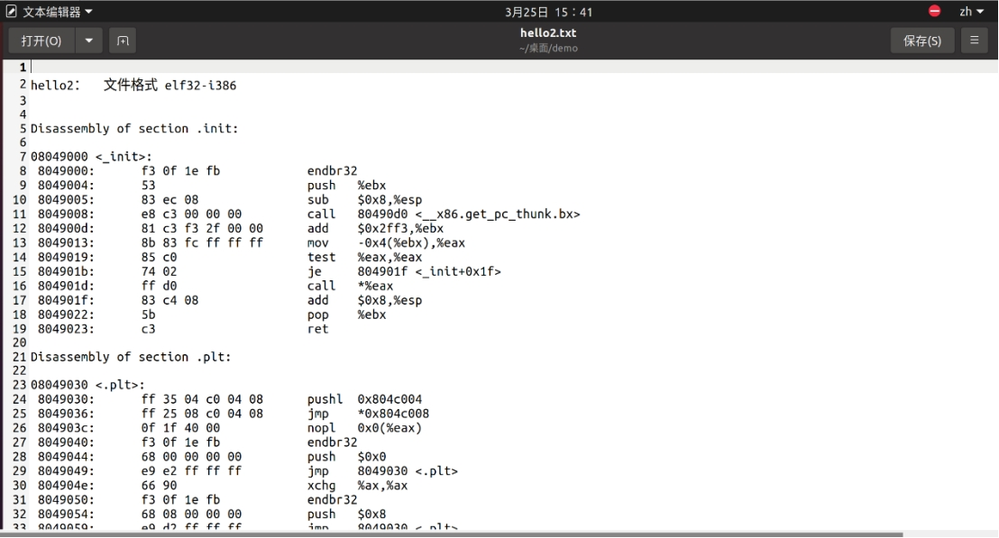 文本编辑器 3月25日 15：41 zh
打开(O) hello2.txt 保存(S)
~/桌面/demo
1
2 hello2： 文件格式 elf32-i386
3
4
5 Disassembly of section .init:
6
7 08049000 <_init>:
8 8049000: f3 0f 1e fb endbr32
9 8049004: 53 push %ebx
10 8049005: 83 ec 08 sub $0x8,%esp
11 8049008: e8 c3 00 00 00 call 80490d0 <__x86.get_pc_thunk.bx>
12 804900d: 81 c3 f3 2f 00 00 add $0x2ff3,%ebx
13 8049013: 8b 83 fc ff ff ff mov -0x4(%ebx),%eax
14 8049019: 85 c0 test %eax,%eax
15 804901b: 74 02 je 804901f <_init+0x1f>
16 804901d: ff d0 call *%eax
17 804901f: 83 c4 08 add $0x8,%esp
18 8049022: 5b pop %ebx
19 8049023: c3 ret
20
21 Disassembly of section .plt:
22
23 08049030 <.plt>:
24 8049030: ff 35 04 c0 04 08 pushl 0x804c004
25 8049036: ff 25 08 c0 04 08 jmp *0x804c008
26 804903c: 0f 1f 40 00 nopl 0x0(%eax)
27 8049040: f3 0f 1e fb endbr32
28 8049044: 68 00 00 00 00 push $0x0
29 8049049: e9 e2 ff ff ff jmp 8049030 <.plt>
30 804904e: 66 90 xchg %ax,%ax
31 8049050: f3 0f 1e fb endbr32
32 8049054: 68 08 00 00 00 push $0x8
33 8049059: e9 d2 ff ff ff jmp 8049030 <.plt>